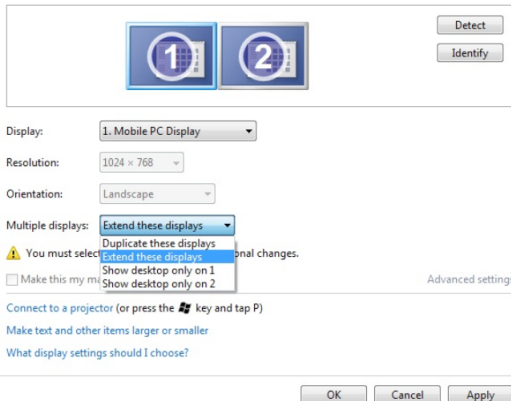 1
2
Detect
Identify
Display: 1. Mobile PC Display
Resolution: 1024 × 768
Orientation: Landscape
Multiple displays: Extend these displays
Duplicate these displays
Extend these displays
Show desktop only on 1
Show desktop only on 2
You must selec onal changes.
Make this my m Advanced settings
Connect to a projector (or press the key and tap P)
Make text and other items larger or smaller
What display settings should I choose?
OK Cancel Apply